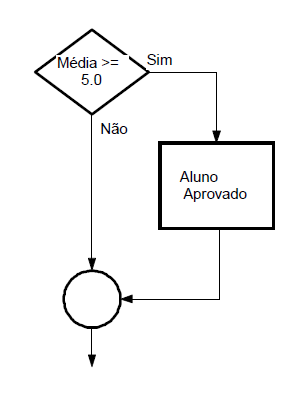 Média >=
5.0
Sim
Não
Aluno
Aprovado